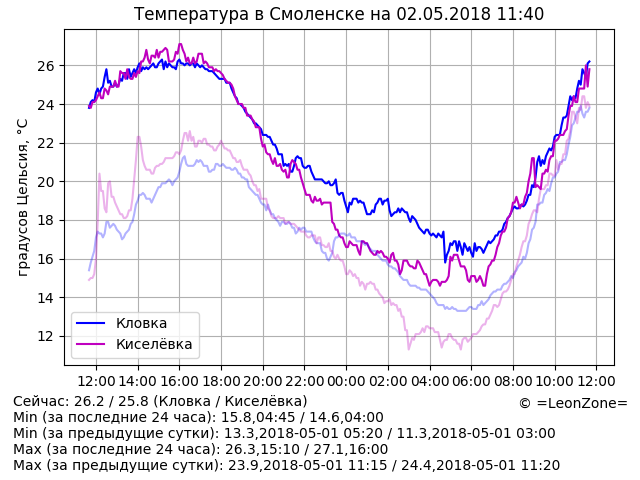 Температура в Смоленске на 02.05.2018 11:40
градусов Цельсия, °C
26
24
22
20
18
16
14
12
Кловка
Киселёвка
12:00 14:00 16:00 18:00 20:00 22:00 00:00 02:00 04:00 06:00 08:00 10:00 12:00
Сейчас: 26.2 / 25.8 (Кловка / Киселёвка)
© =LeonZone=
Min (за последние 24 часа): 15.8,04:45 / 14.6,04:00
Min (за предыдущие сутки): 13.3,2018-05-01 05:20 / 11.3,2018-05-01 03:00
Max (за последние 24 часа): 26.3,15:10 / 27.1,16:00
Max (за предыдущие сутки): 23.9,2018-05-01 11:15 / 24.4,2018-05-01 11:20